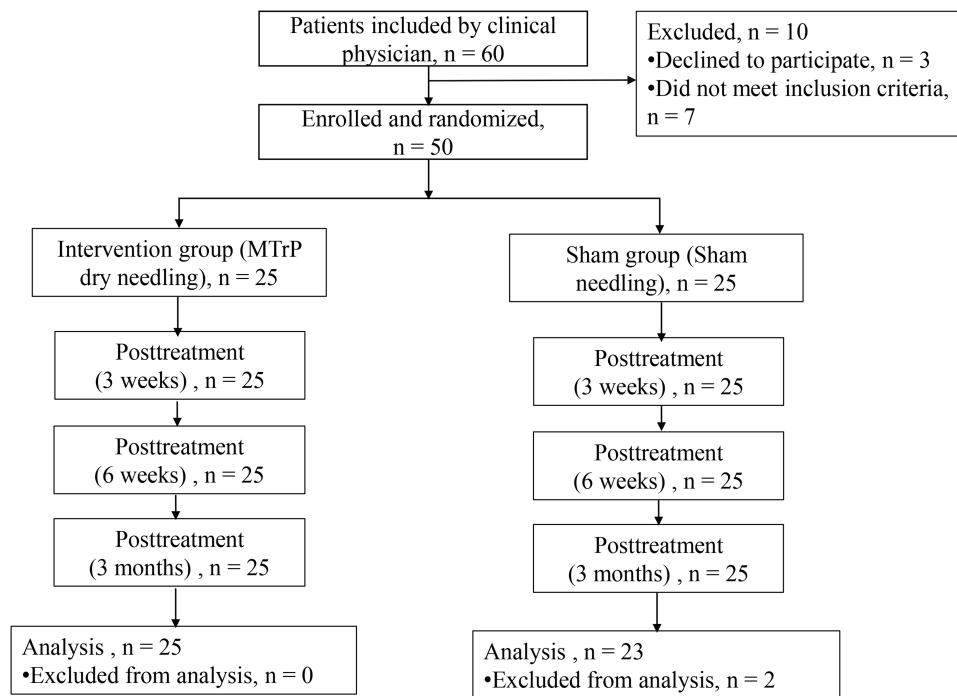 Patients included by clinical
physician, n = 60
Excluded, n = 10
•Declined to participate, n = 3
•Did not meet inclusion criteria,
n = 7
Enrolled and randomized,
n = 50
Intervention group (MTrP
dry needling), n = 25
Sham group (Sham
needling), n = 25
Posttreatment
(3 weeks) , n = 25
Posttreatment
(3 weeks) , n = 25
Posttreatment
(6 weeks) , n = 25
Posttreatment
(6 weeks) , n = 25
Posttreatment
(3 months) , n = 25
Posttreatment
(3 months) , n = 25
Analysis , n = 25
•Excluded from analysis, n = 0
Analysis , n = 23
•Excluded from analysis, n = 2